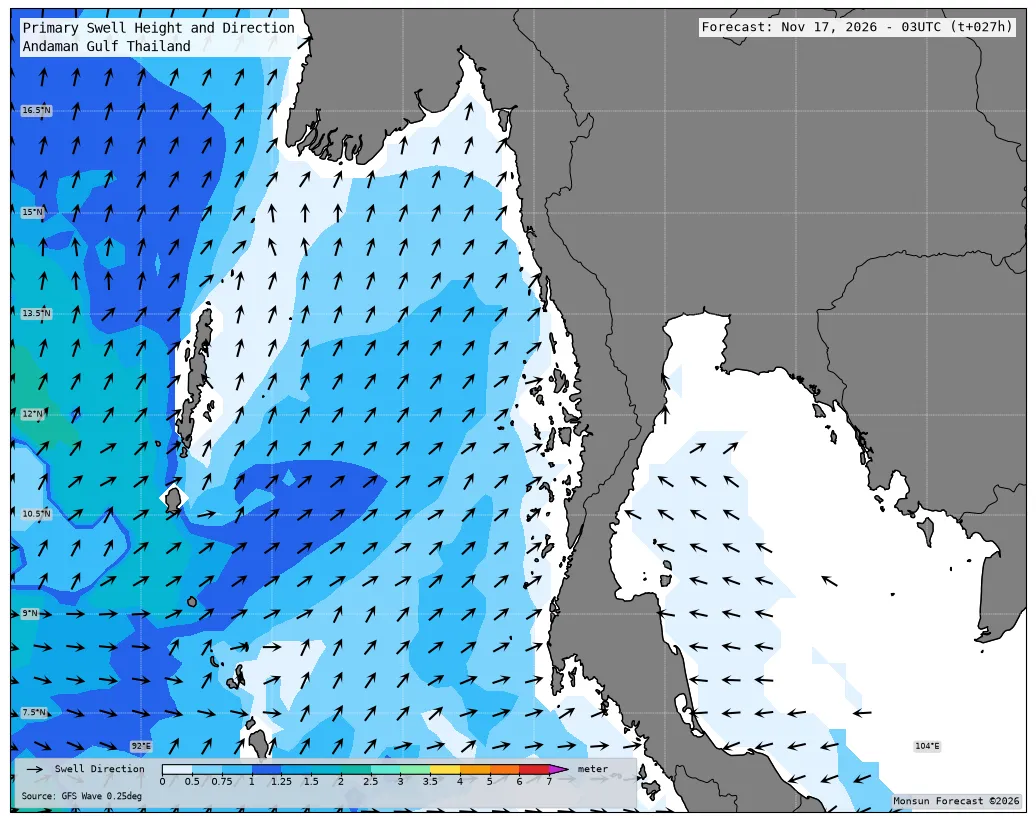 Primary Swell Height and Direction
Andaman Gulf Thailand
Forecast: Nov 17, 2026 - 03UTC (t+027h)
16.5°N
15°N
13.5°N
12°N
10.5°N
9°N
7.5°N
92°E
104°E
Swell Direction
meter
0 0.5 0.75 1.25 1.5 2 2.5 3 3.5 4 5 6 7
Source: GFS Wave 0.25deg
Monsun Forecast ©2026